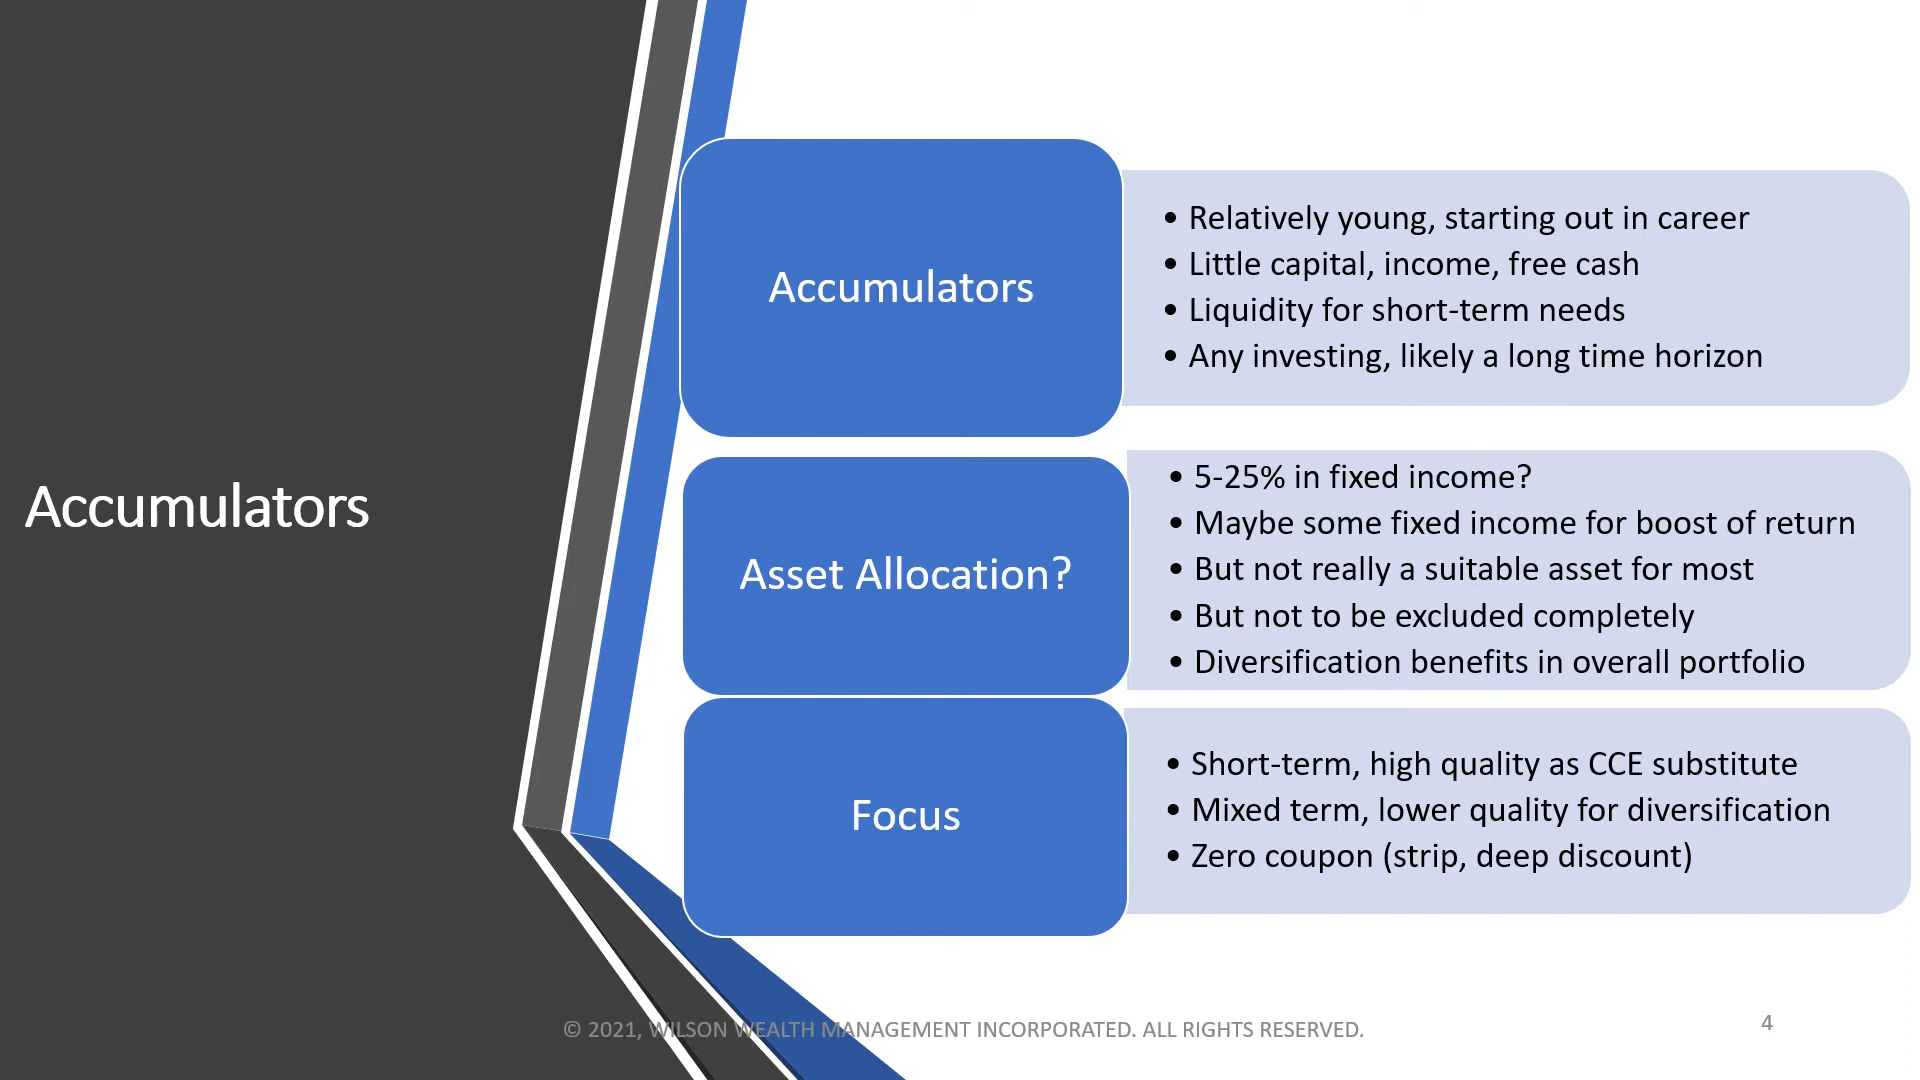 Accumulators
Accumulators
• Relatively young, starting out in career
• Little capital, income, free cash
• Liquidity for short-term needs
• Any investing, likely a long time horizon
Asset Allocation?
• 5-25% in fixed income?
• Maybe some fixed income for boost of return
• But not really a suitable asset for most
• But not to be excluded completely
• Diversification benefits in overall portfolio
Focus
• Short-term, high quality as CCE substitute
• Mixed term, lower quality for diversification
• Zero coupon (strip, deep discount)
© 2021, WILSON WEALTH MANAGEMENT INCORPORATED. ALL RIGHTS RESERVED.
4